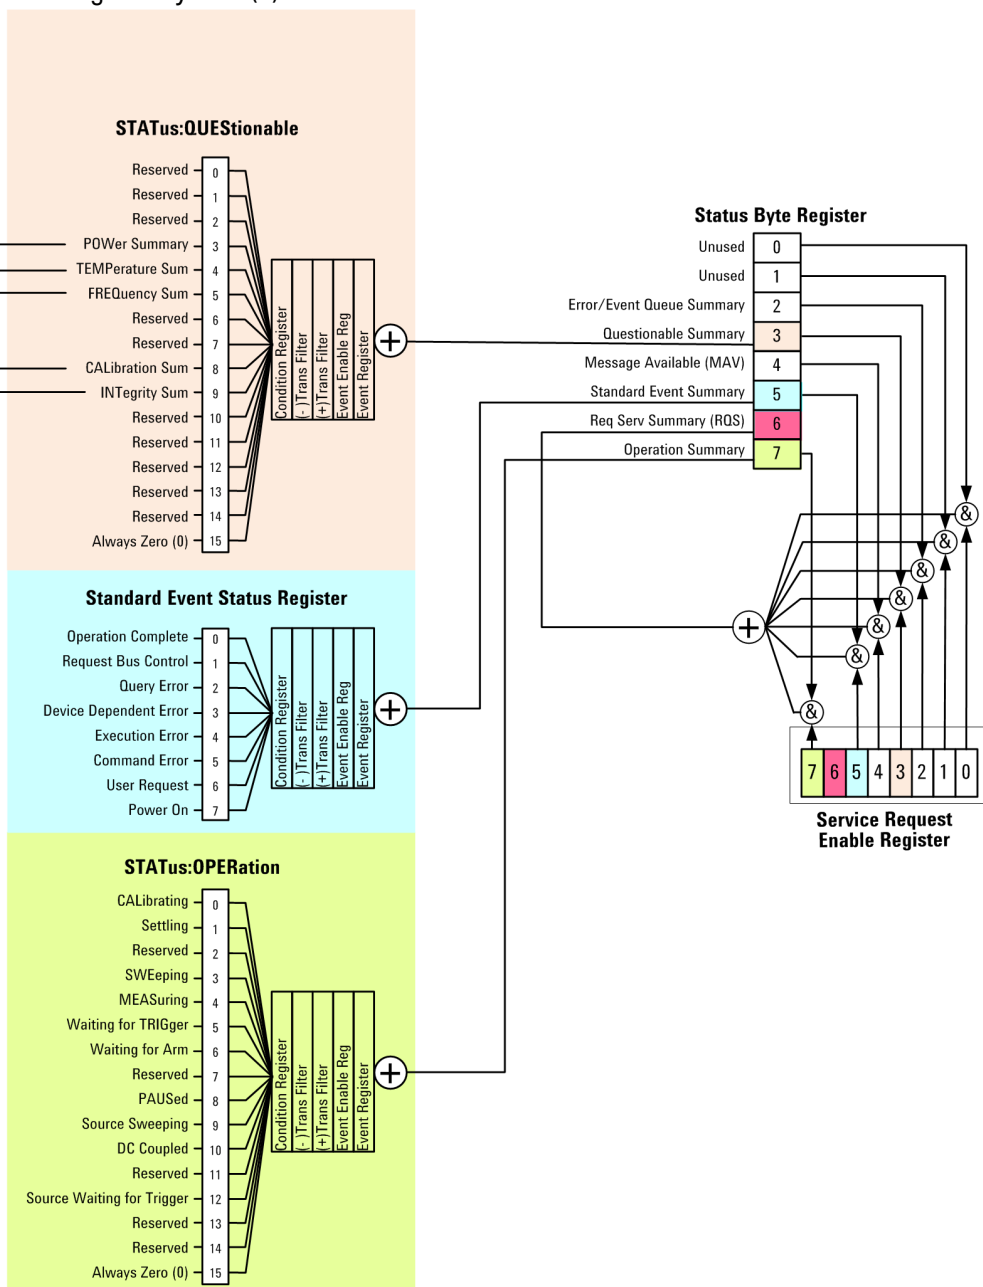 STATus:QUEStionable
Reserved 0
Reserved 1
Reserved 2
POWer Summary 3
TEMPerature Sum 4
FREQuency Sum 5
Reserved 6
Reserved 7
CALibration Sum 8
INTegrity Sum 9
Reserved 10
Reserved 11
Reserved 12
Reserved 13
Reserved 14
Always Zero (0) 15
Condition Register
(-)Trans Filter
(+)Trans Filter
Event Enable Reg
Event Register
+
Standard Event Status Register
Operation Complete 0
Request Bus Control 1
Query Error 2
Device Dependent Error 3
Execution Error 4
Command Error 5
User Request 6
Power On 7
Condition Register
(-)Trans Filter
(+)Trans Filter
Event Enable Reg
Event Register
+
STATus:OPERation
CALibrating 0
Settling 1
Reserved 2
SWEeping 3
MEASuring 4
Waiting for TRIGger 5
Waiting for Arm 6
Reserved 7
PAUSed 8
Source Sweeping 9
DC Coupled 10
Reserved 11
Source Waiting for Trigger 12
Reserved 13
Reserved 14
Always Zero (0) 15
Condition Register
(-)Trans Filter
(+)Trans Filter
Event Enable Reg
Event Register
+
Status Byte Register
Unused 0
Unused 1
Error/Event Queue Summary 2
Questionable Summary 3
Message Available (MAV) 4
Standard Event Summary 5
Req Serv Summary (RQS) 6
Operation Summary 7
&
&
&
&
&
&
&
+
7 6 5 4 3 2 1 0
Service Request
Enable Register